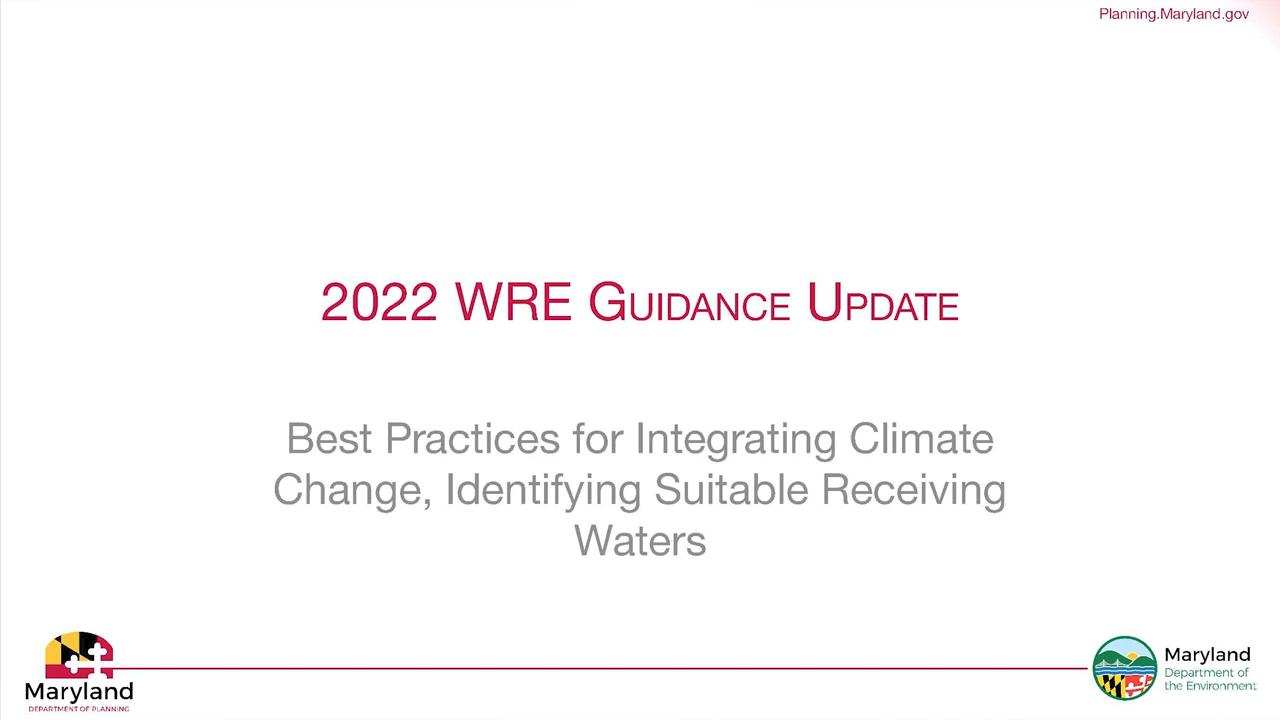 Planning.Maryland.gov
2022 WRE GUIDANCE UPDATE
Best Practices for Integrating Climate
Change, Identifying Suitable Receiving
Waters
Maryland
DEPARTMENT OF PLANNING
Maryland
Department of
the Environment